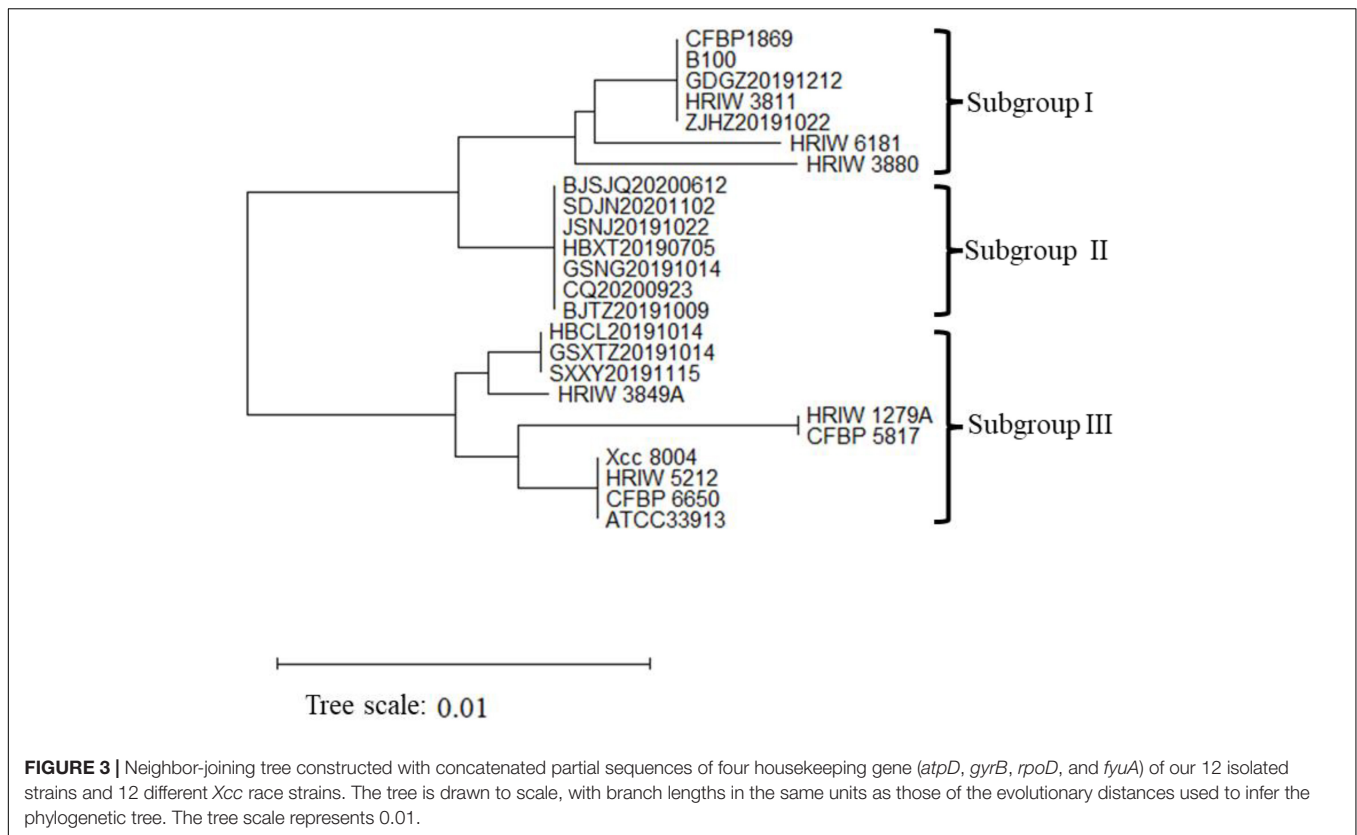 CFBP1869
B100
GDGZ20191212
HRIW 3811
ZJHZ20191022
HRIW 6181
HRIW 3880
Subgroup I
BJSJQ20200612
SDJN20201102
JSNJ20191022
HBXT20190705
GSNG20191014
CQ20200923
BJTZ20191009
Subgroup II
HBCL20191014
GSXTZ20191014
SXXY20191115
HRIW 3849A
HRIW 1279A
CFBP 5817
Xcc 8004
HRIW 5212
CFBP 6650
ATCC33913
Subgroup III
Tree scale: 0.01
FIGURE 3 | Neighbor-joining tree constructed with concatenated partial sequences of four housekeeping gene (atpD, gyrB, rpoD, and fyuA) of our 12 isolated
strains and 12 different Xcc race strains. The tree is drawn to scale, with branch lengths in the same units as those of the evolutionary distances used to infer the
phylogenetic tree. The tree scale represents 0.01.